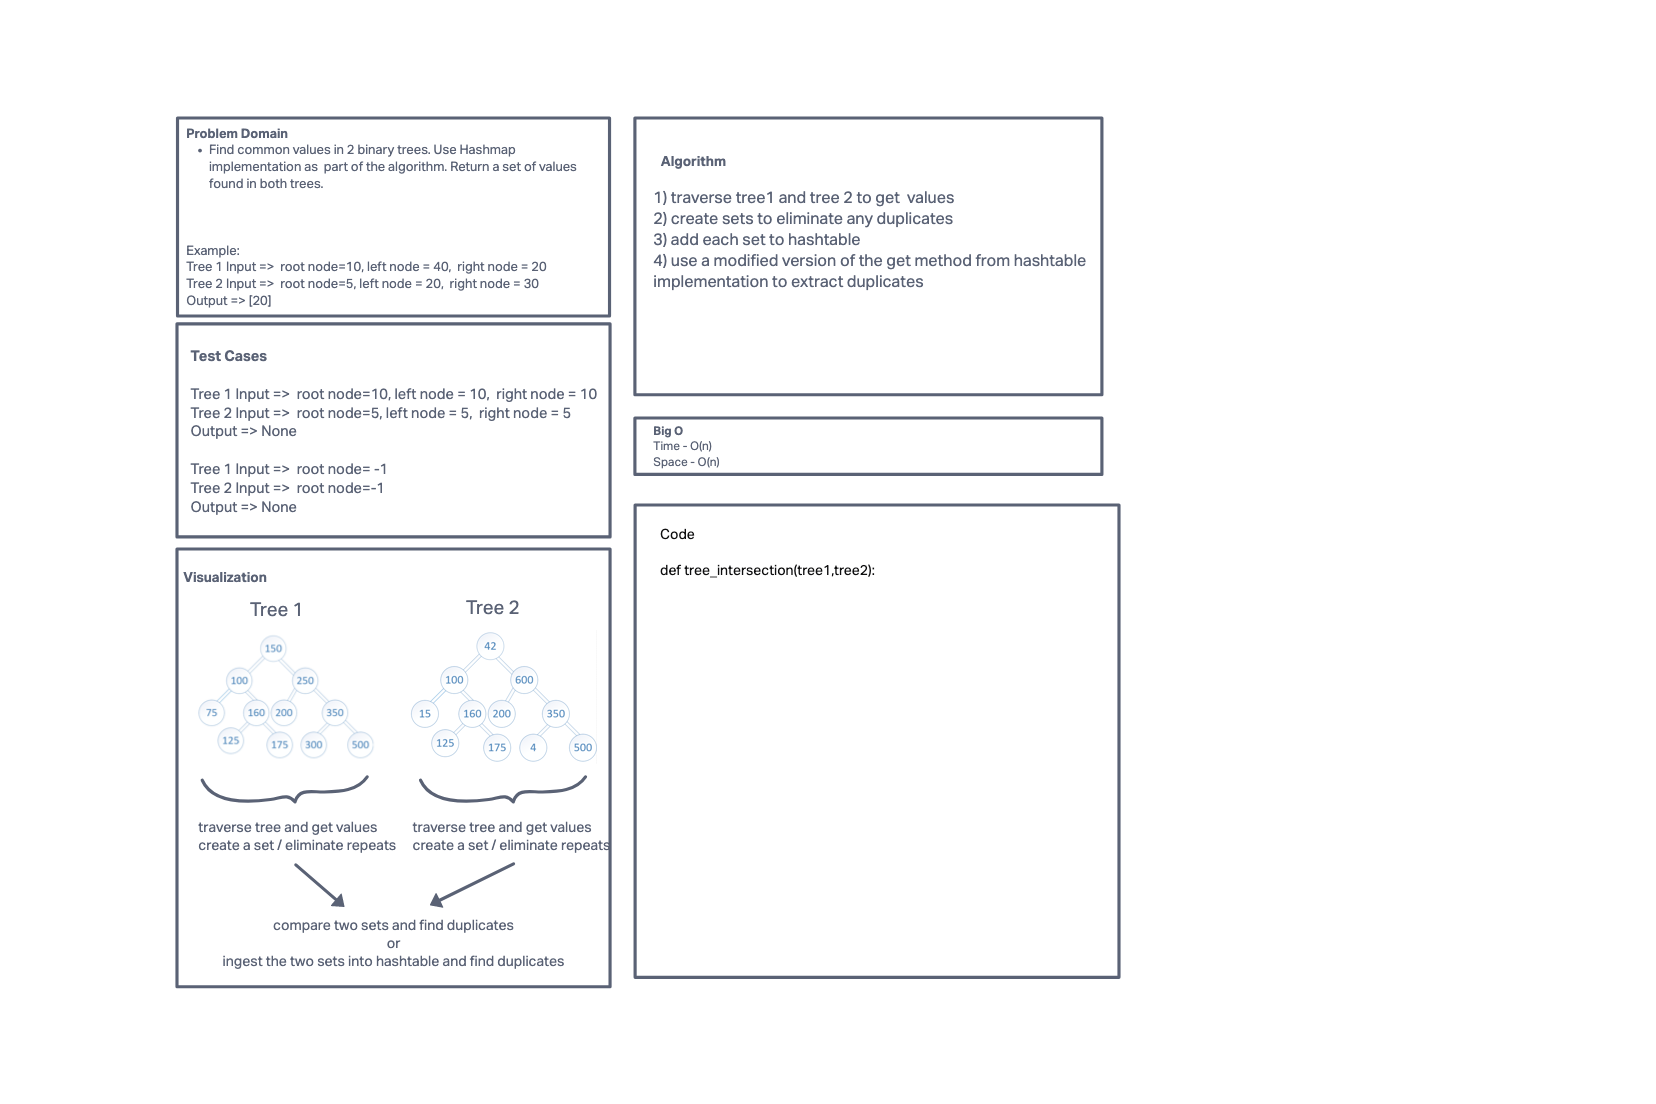 Problem Domain
• Find common values in 2 binary trees. Use Hashmap
implementation as  part of the algorithm. Return a set of values
found in both trees.
Example:
Tree 1 Input =>  root node=10, left node = 40,  right node = 20
Tree 2 Input =>  root node=5, left node = 20,  right node = 30
Output => [20]
Test Cases
Tree 1 Input =>  root node=10, left node = 10,  right node = 10
Tree 2 Input =>  root node=5, left node = 5,  right node = 5
Output => None
Tree 1 Input =>  root node= -1
Tree 2 Input =>  root node=-1
Output => None
Visualization
Tree 1
150
100 250
75 160 200 350
125 175 300 500
traverse tree and get values
create a set / eliminate repeats
Tree 2
42
100 600
15 160 200 350
125 175 4 500
traverse tree and get values
create a set / eliminate repeats
compare two sets and find duplicates
or
ingest the two sets into hashtable and find duplicates
Algorithm
1) traverse tree1 and tree 2 to get  values
2) create sets to eliminate any duplicates
3) add each set to hashtable
4) use a modified version of the get method from hashtable
implementation to extract duplicates
Big O
Time - O(n)
Space - O(n)
Code
def tree_intersection(tree1,tree2):